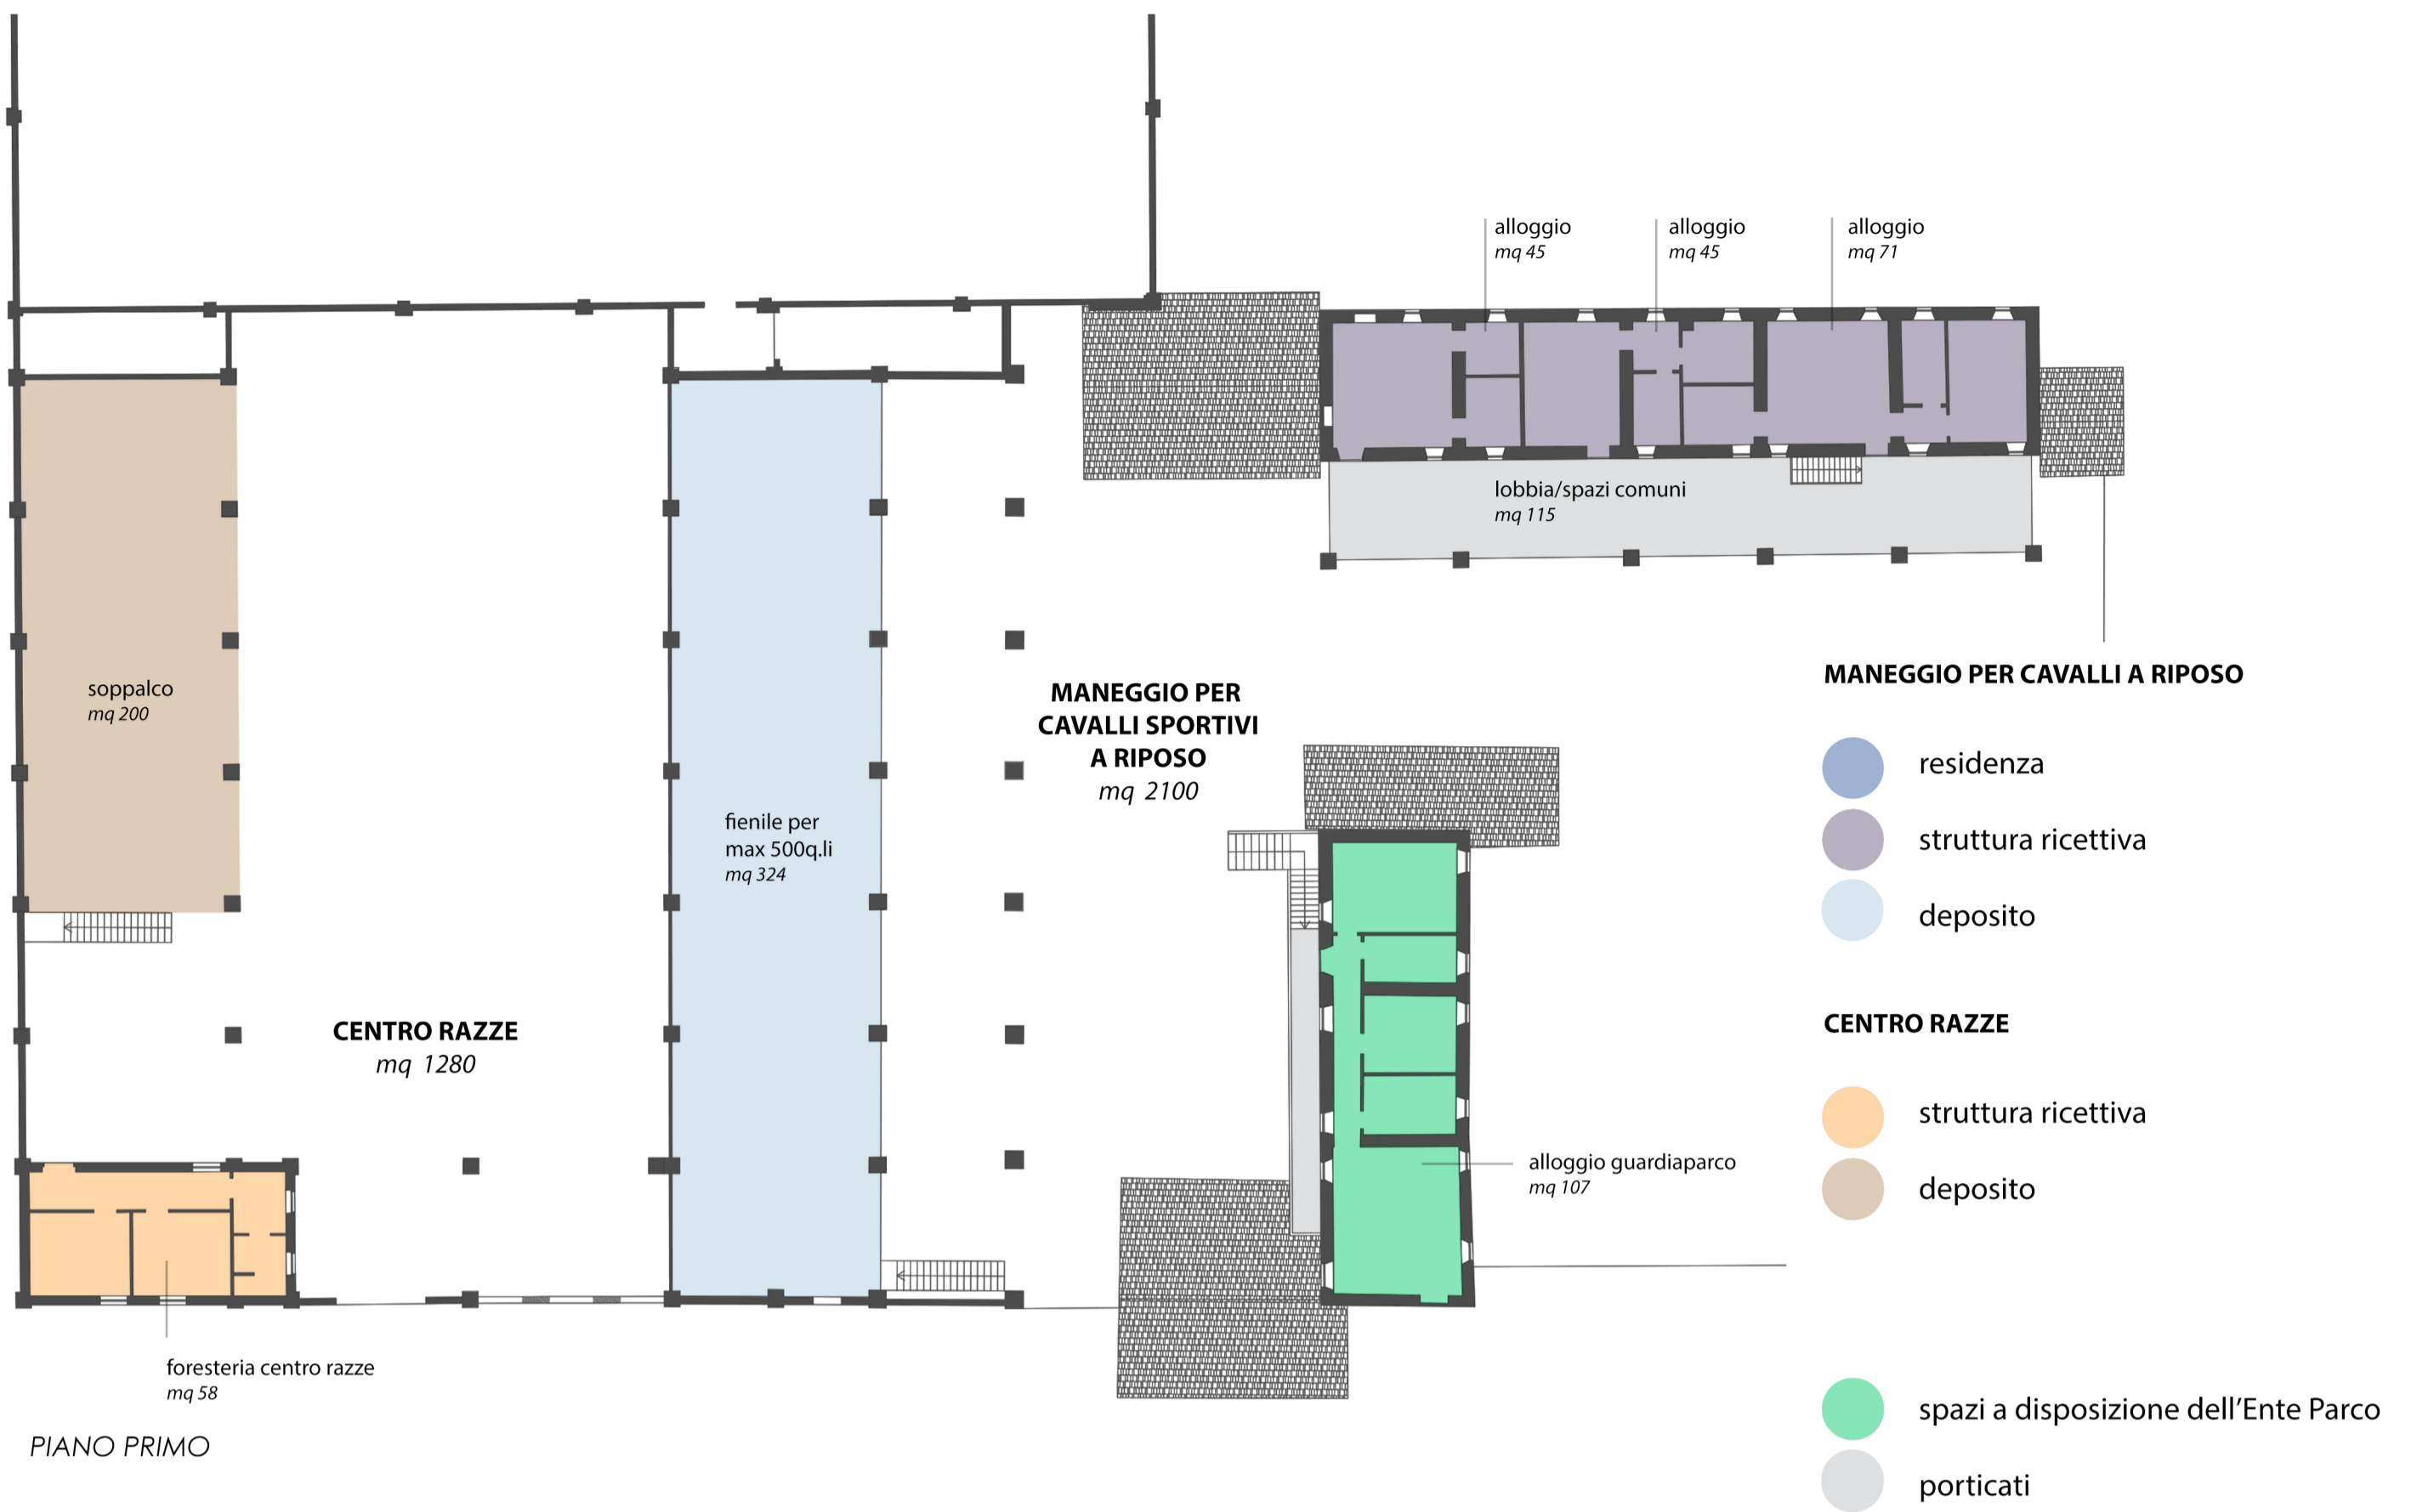 alloggio
mq 45
alloggio
mq 45
alloggio
mq 71
lobbia/spazi comuni
mq 115
soppalco
mq 200
MANEGGIO PER
CAVALLI SPORTIVI
A RIPOSO
mq 2100
fienile per
max 500q.li
mq 324
CENTRO RAZZE
mq 1280
alloggio guardiaparco
mq 107
foresteria centro razze
mq 58
PIANO PRIMO
MANEGGIO PER CAVALLI A RIPOSO
residenza
struttura ricettiva
deposito
CENTRO RAZZE
struttura ricettiva
deposito
spazi a disposizione dell'Ente Parco
porticati